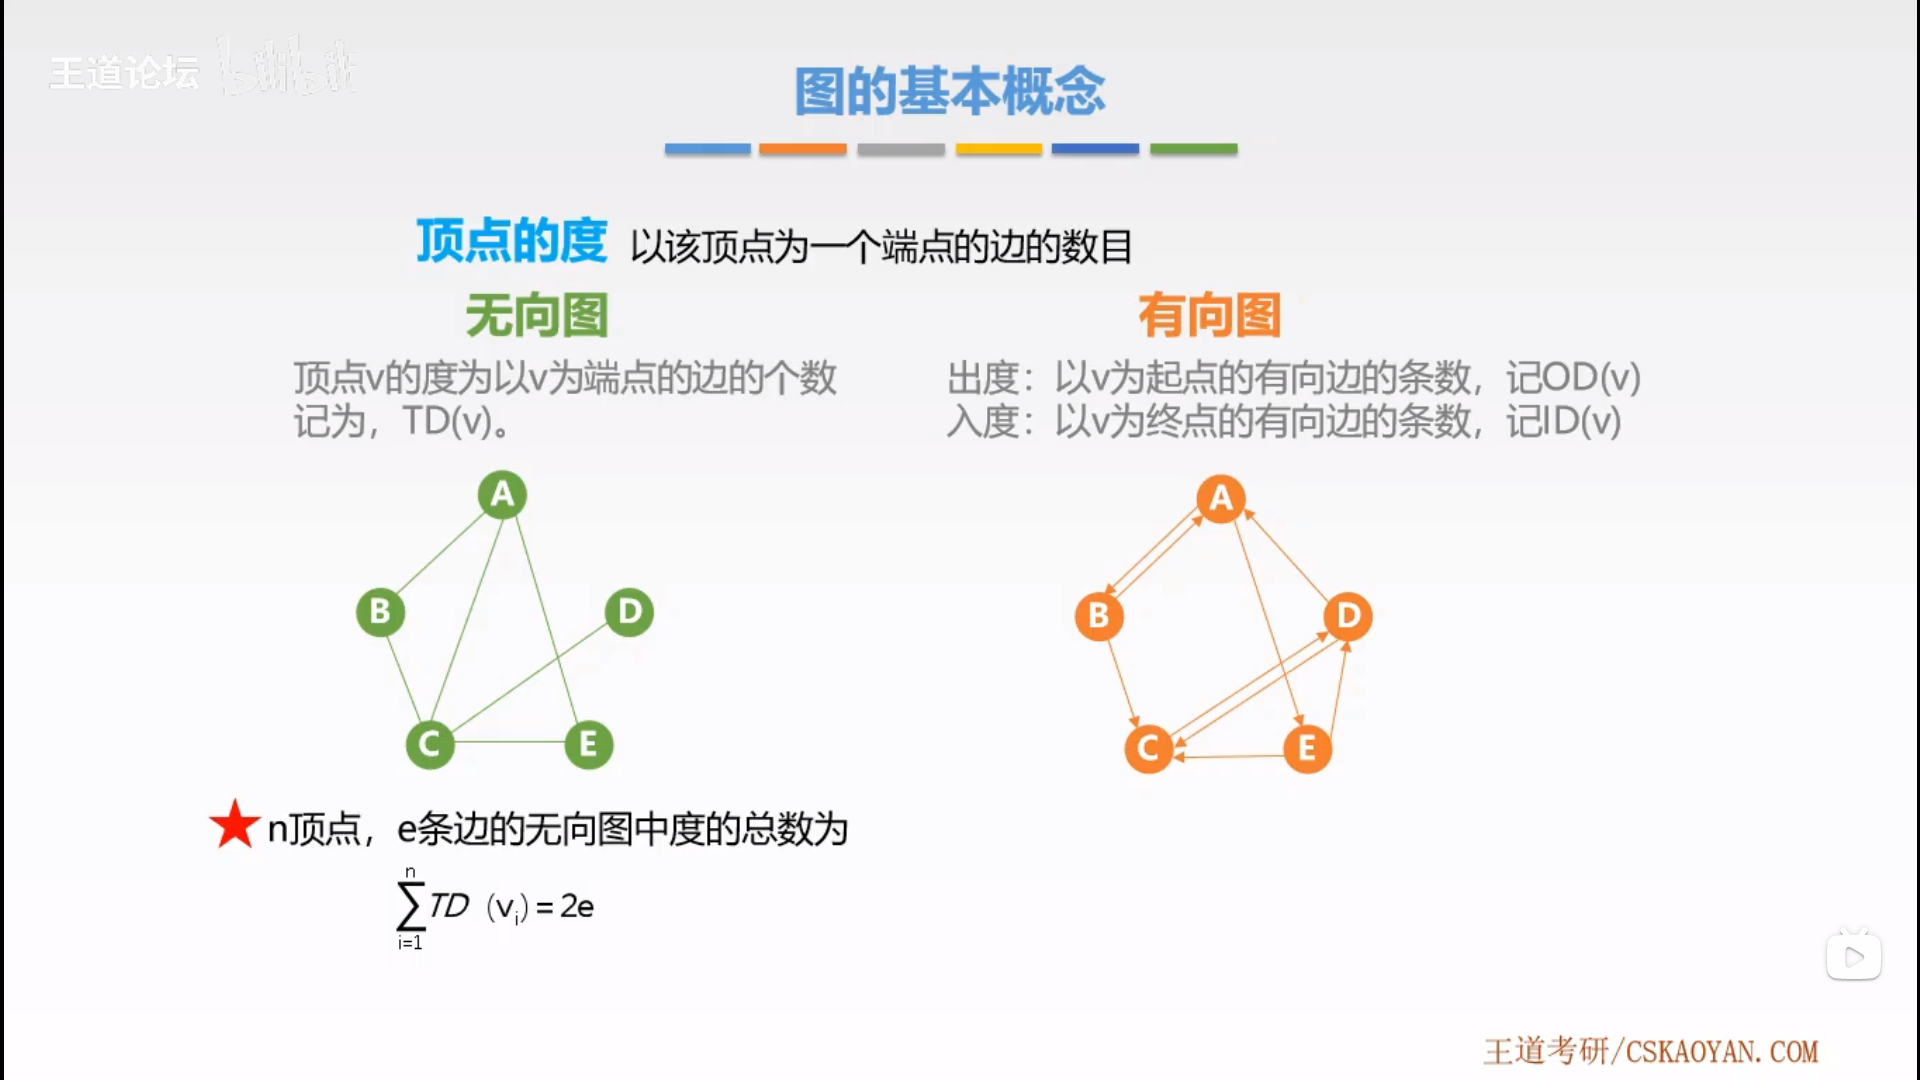 王道论坛 bilibili
图的基本概念
顶点的度 以该顶点为一个端点的边的数目
无向图
有向图
顶点v的度为以v为端点的边的个数
记为，TD(v)。
出度：以v为起点的有向边的条数，记OD(v)
入度：以v为终点的有向边的条数，记ID(v)
A
B
D
C
E
A
B
D
C
E
n顶点，e条边的无向图中度的总数为
n
∑TD (vᵢ) = 2e
i=1
王道考研/CSKAOYAN.COM